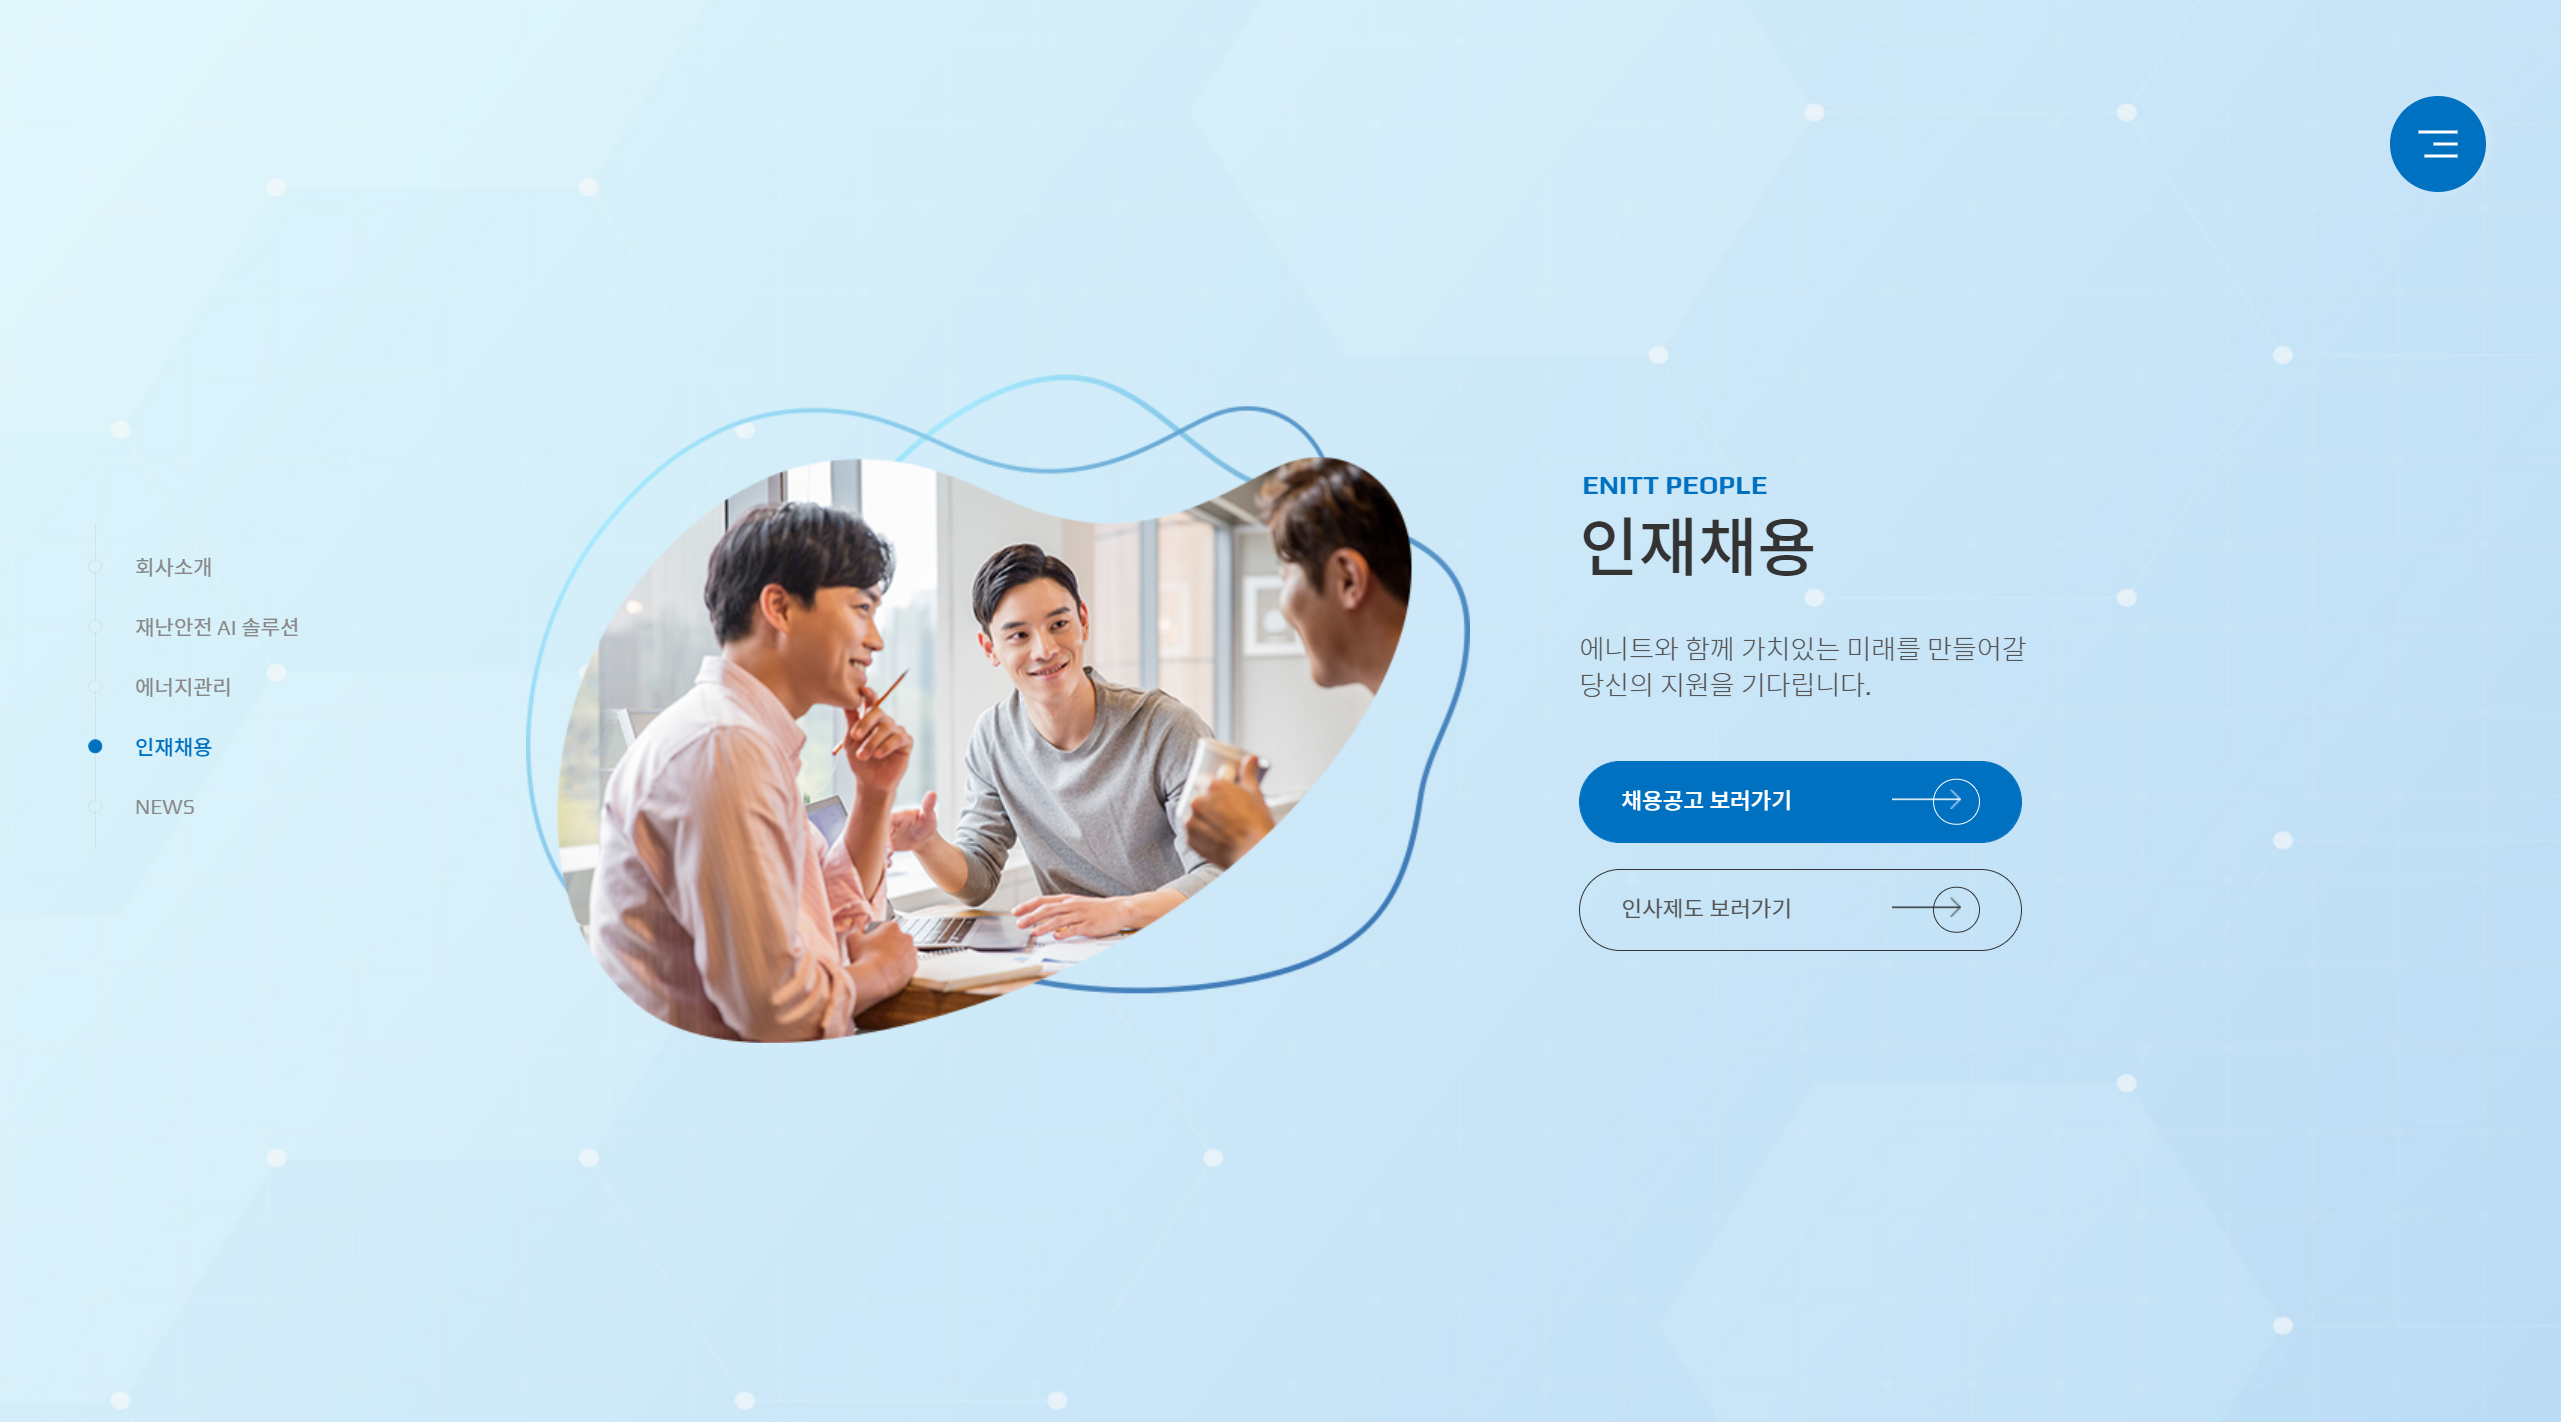 회사소개
재난안전 AI 솔루션
에너지관리
인재채용
NEWS
ENITT PEOPLE
인재채용
에니트와 함께 가치있는 미래를 만들어갈
당신의 지원을 기다립니다.
채용공고 보러가기
인사제도 보러가기